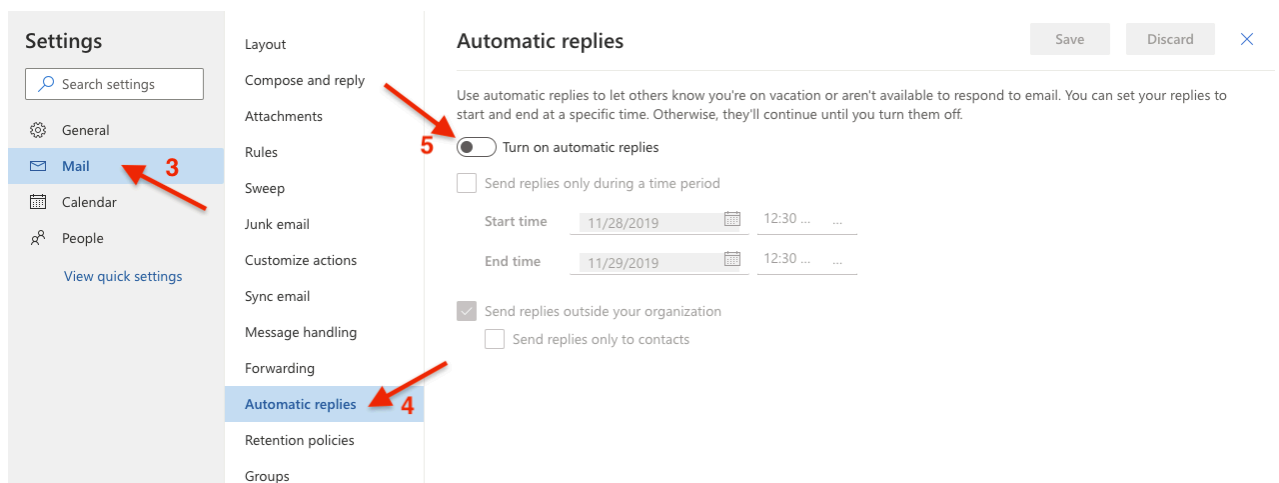 Settings
Search settings
General
Mail
3
Calendar
People
View quick settings
Layout
Compose and reply
Attachments
Rules
Sweep
Junk email
Customize actions
Sync email
Message handling
Forwarding
Automatic replies
4
Retention policies
Groups
Automatic replies
Save
Discard
Use automatic replies to let others know you're on vacation or aren't available to respond to email. You can set your replies to
start and end at a specific time. Otherwise, they'll continue until you turn them off.
5
Turn on automatic replies
Send replies only during a time period
Start time
11/28/2019
12:30 ...
...
End time
11/29/2019
12:30 ...
...
Send replies outside your organization
Send replies only to contacts